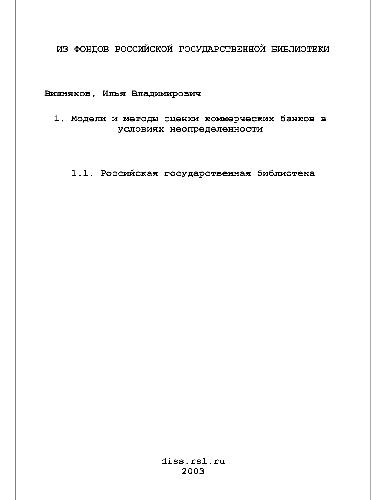 ИЗ ФОНДОВ РОССИЙСКОЙ ГОСУДАРСТВЕННОЙ БИБЛИОТЕКИ
Вишняков, Илья Владимирович
1. Модели и методы оценки коммерческих банков в
условиях неопределенности
1.1. Российская государственная библиотека
diss.rsl.ru
2003